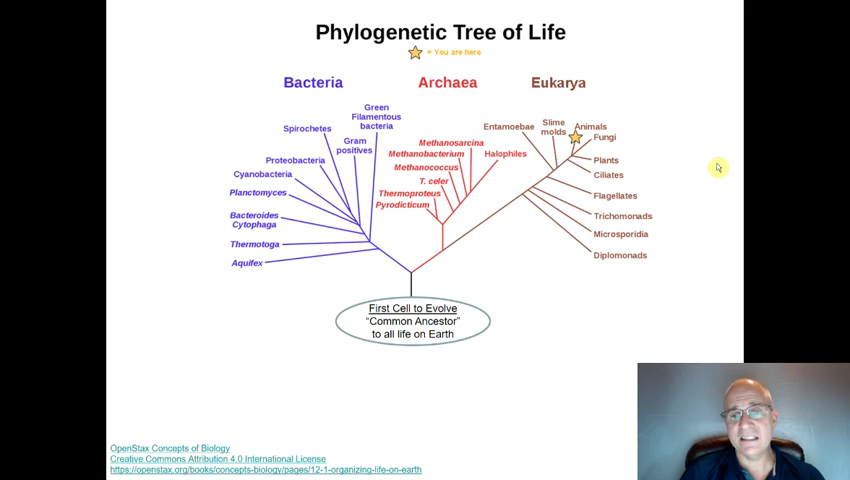 Phylogenetic Tree of Life
= You are here
Bacteria
Archaea
Eukarya
Green
Filamentous
bacteria
Spirochetes
Gram
positives
Proteobacteria
Cyanobacteria
Planctomyces
Bacteroides
Cytophaga
Thermotoga
Aquifex
Methanosarcina
Methanobacterium
Halophiles
Methanococcus
T. celer
Thermoproteus
Pyrodicticum
Entamoebae
Slime
molds
Animals
Fungi
Plants
Ciliates
Flagellates
Trichomonads
Microsporidia
Diplomonads
First Cell to Evolve
“Common Ancestor”
to all life on Earth
OpenStax Concepts of Biology
Creative Commons Attribution 4.0 International License
https://openstax.org/books/concepts-biology/pages/12-1-organizing-life-on-earth